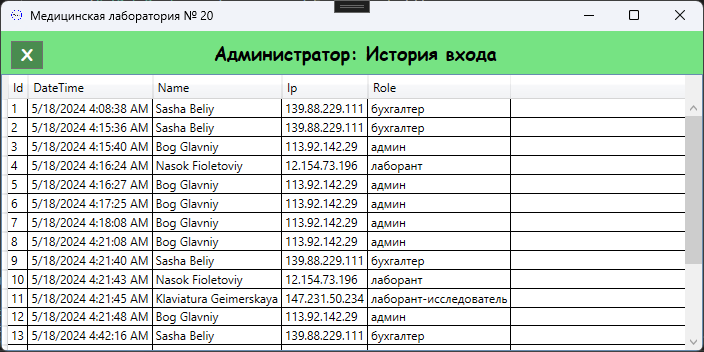 Медицинская лаборатория № 20
X Администратор: История входа
Id DateTime Name Ip Role
1 5/18/2024 4:08:38 AM Sasha Beliy 139.88.229.111 бухгалтер
2 5/18/2024 4:15:36 AM Sasha Beliy 139.88.229.111 бухгалтер
3 5/18/2024 4:15:40 AM Bog Glavniy 113.92.142.29 админ
4 5/18/2024 4:16:24 AM Nasok Fioletoviy 12.154.73.196 лаборант
5 5/18/2024 4:16:27 AM Bog Glavniy 113.92.142.29 админ
6 5/18/2024 4:17:25 AM Bog Glavniy 113.92.142.29 админ
7 5/18/2024 4:18:08 AM Bog Glavniy 113.92.142.29 админ
8 5/18/2024 4:21:08 AM Bog Glavniy 113.92.142.29 админ
9 5/18/2024 4:21:40 AM Sasha Beliy 139.88.229.111 бухгалтер
10 5/18/2024 4:21:43 AM Nasok Fioletoviy 12.154.73.196 лаборант
11 5/18/2024 4:21:45 AM Klaviatura Geimerskaya 147.231.50.234 лаборант-исследователь
12 5/18/2024 4:21:48 AM Bog Glavniy 113.92.142.29 админ
13 5/18/2024 4:42:16 AM Sasha Beliy 139.88.229.111 бухгалтер